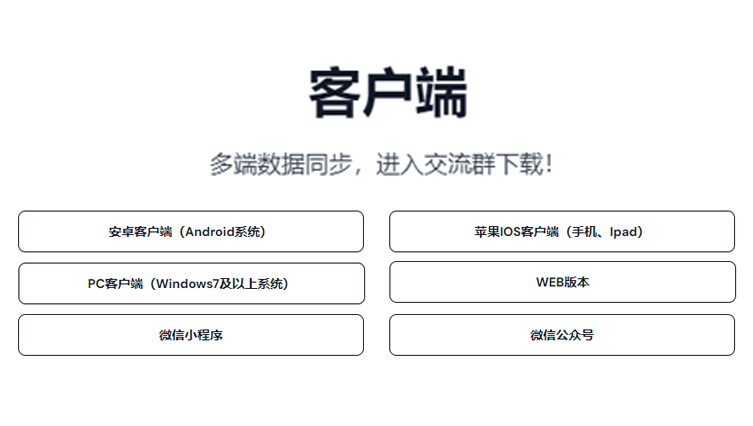 客户端
多端数据同步，进入交流群下载！
安卓客户端（Android系统）
苹果IOS客户端（手机、Ipad）
PC客户端（Windows7及以上系统）
WEB版本
微信小程序
微信公众号